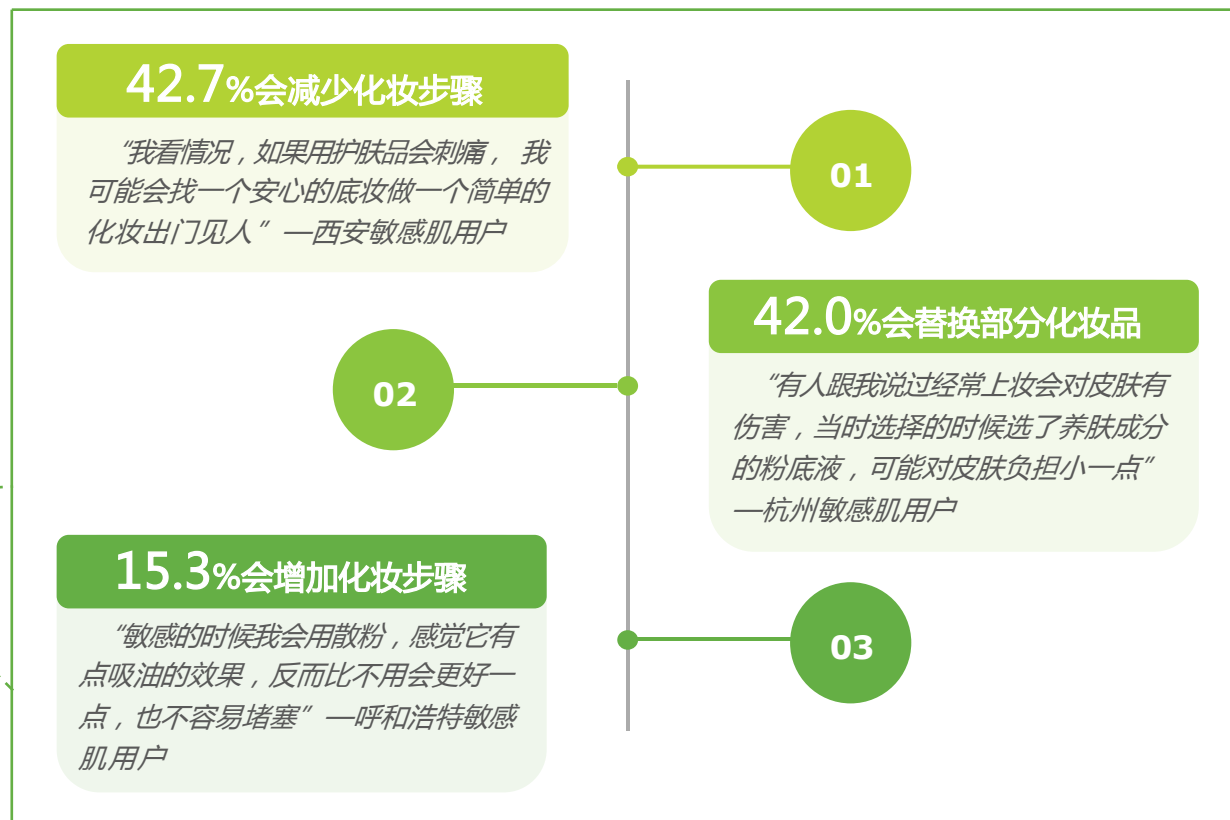 42.7%会减少化妆步骤
“我看情况，如果用护肤品会刺痛， 我
可能会找一个安心的底妆做一个简单的
化妆出门见人”—西安敏感肌用户
01
42.0%会替换部分化妆品
“有人跟我说过经常上妆会对皮肤有
伤害，当时选择的时候选了养肤成分
的粉底液，可能对皮肤负担小一点”
—杭州敏感肌用户
02
15.3%会增加化妆步骤
“敏感的时候我会用散粉，感觉它有
点吸油的效果，反而比不用会更好一
点，也不容易堵塞”—呼和浩特敏感
肌用户
03